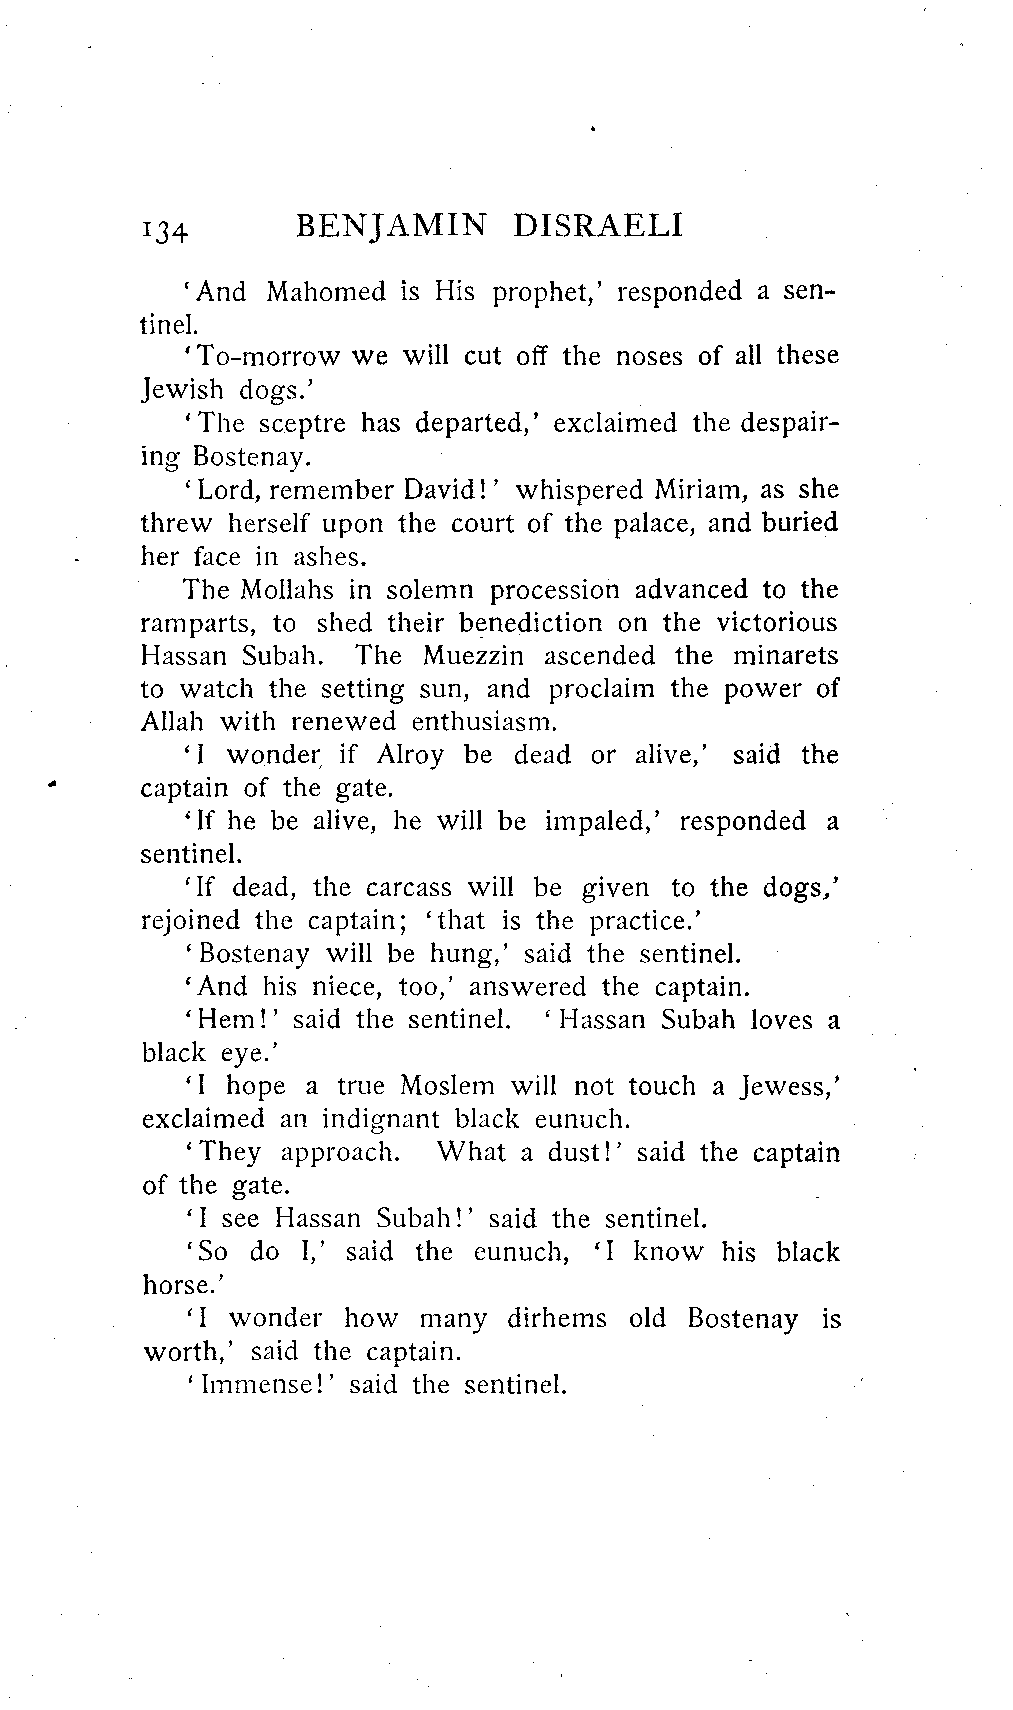 134 BENJAMIN DISRAELI
‘And Mahomed is His prophet,’ responded a sen-
tinel.
‘To-morrow we will cut off the noses of all these
Jewish dogs.’
‘The sceptre has departed,’ exclaimed the despair-
ing Bostenay.
‘Lord, remember David!’ whispered Miriam, as she
threw herself upon the court of the palace, and buried
her face in ashes.
The Mollahs in solemn procession advanced to the
ramparts, to shed their benediction on the victorious
Hassan Subah. The Muezzin ascended the minarets
to watch the setting sun, and proclaim the power of
Allah with renewed enthusiasm.
‘I wonder if Alroy be dead or alive,’ said the
captain of the gate.
‘If he be alive, he will be impaled,’ responded a
sentinel.
‘If dead, the carcass will be given to the dogs,’
rejoined the captain; ‘that is the practice.’
‘Bostenay will be hung,’ said the sentinel.
‘And his niece, too,’ answered the captain.
‘Hem!’ said the sentinel. ‘Hassan Subah loves a
black eye.’
‘I hope a true Moslem will not touch a Jewess,’
exclaimed an indignant black eunuch.
‘They approach. What a dust!’ said the captain
of the gate.
‘I see Hassan Subah!’ said the sentinel.
‘So do I,’ said the eunuch, ‘I know his black
horse.’
‘I wonder how many dirhems old Bostenay is
worth,’ said the captain.
‘Immense!’ said the sentinel.